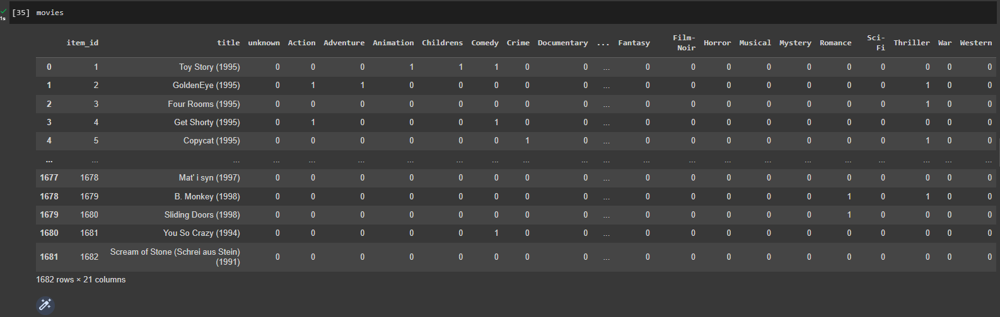 [35] movies
1s
item_id title unknown Action Adventure Animation Childrens Comedy Crime Documentary ... Fantasy Film-Noir Horror Musical Mystery Romance Sci-Fi Thriller War Western
0 1 Toy Story (1995) 0 0 0 1 1 1 0 0 ... 0 0 0 0 0 0 0 0 0 0
1 2 GoldenEye (1995) 0 1 1 0 0 0 0 0 ... 0 0 0 0 0 0 0 1 0 0
2 3 Four Rooms (1995) 0 0 0 0 0 0 0 0 ... 0 0 0 0 0 0 0 1 0 0
3 4 Get Shorty (1995) 0 1 0 0 0 1 0 0 ... 0 0 0 0 0 0 0 0 0 0
4 5 Copycat (1995) 0 0 0 0 0 0 1 0 ... 0 0 0 0 0 0 0 1 0 0
... ... ... ... ... ... ... ... ... ... ... ... ... ... ... ... ... ... ... ... ... ...
1677 1678 Mat' i syn (1997) 0 0 0 0 0 0 0 0 ... 0 0 0 0 0 0 0 0 0 0
1678 1679 B. Monkey (1998) 0 0 0 0 0 0 0 0 ... 0 0 0 0 0 1 0 1 0 0
1679 1680 Sliding Doors (1998) 0 0 0 0 0 0 0 0 ... 0 0 0 0 0 1 0 0 0 0
1680 1681 You So Crazy (1994) 0 0 0 0 0 1 0 0 ... 0 0 0 0 0 0 0 0 0 0
1681 1682 Scream of Stone (Schrei aus Stein) (1991) 0 0 0 0 0 0 0 0 ... 0 0 0 0 0 0 0 0 0 0
1682 rows × 21 columns